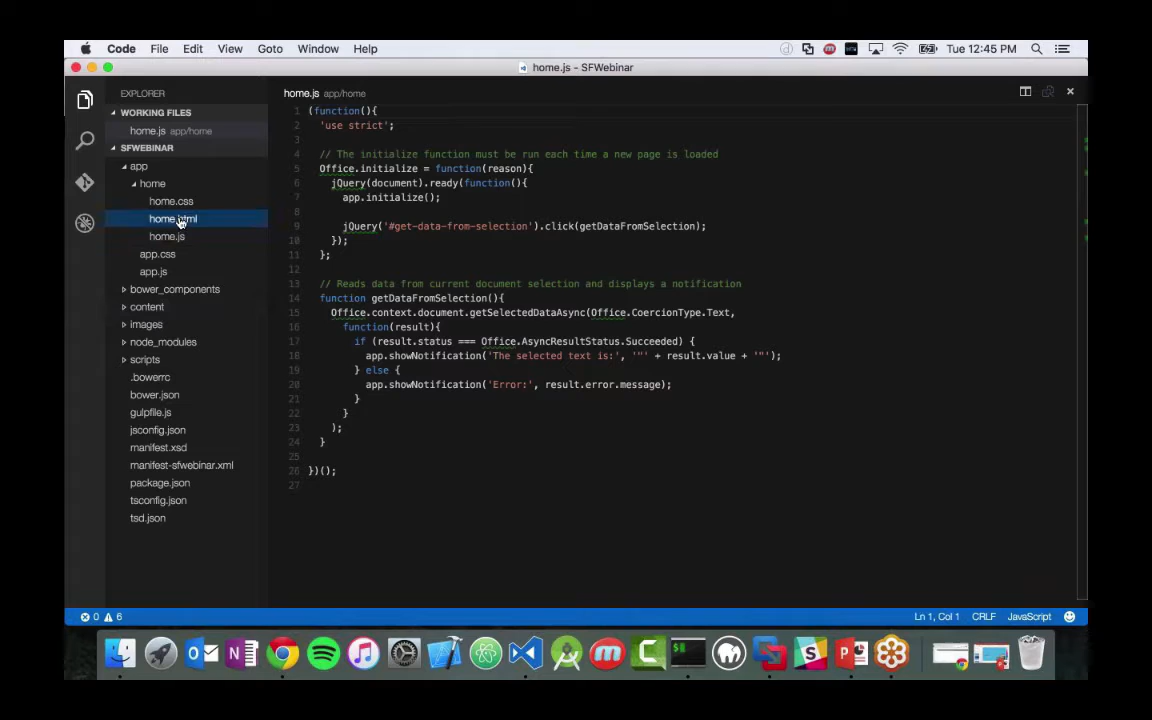 Code File Edit View Goto Window Help Tue 12:45 PM
home.js - SFWebinar
EXPLORER
WORKING FILES
home.js app/home
SFWEBINAR
app
home
home.css
home.html
home.js
app.css
app.js
bower_components
content
images
node_modules
scripts
.bowerrc
bower.json
gulpfile.js
jsconfig.json
manifest.xsd
manifest-sfwebinar.xml
package.json
tsconfig.json
tsd.json
home.js app/home
1 (function(){
2 'use strict';
3
4 // The initialize function must be run each time a new page is loaded
5 Office.initialize = function(reason){
6 jQuery(document).ready(function(){
7 app.initialize();
8
9 jQuery('#get-data-from-selection').click(getDataFromSelection);
10 });
11 };
12
13 // Reads data from current document selection and displays a notification
14 function getDataFromSelection(){
15 Office.context.document.getSelectedDataAsync(Office.CoercionType.Text,
16 function(result){
17 if (result.status === Office.AsyncResultStatus.Succeeded) {
18 app.showNotification('The selected text is:', '"' + result.value + '"');
19 } else {
20 app.showNotification('Error:', result.error.message);
21 }
22 }
23 );
24 }
25
26 })();
27
0 6 Ln 1, Col 1 CRLF JavaScript